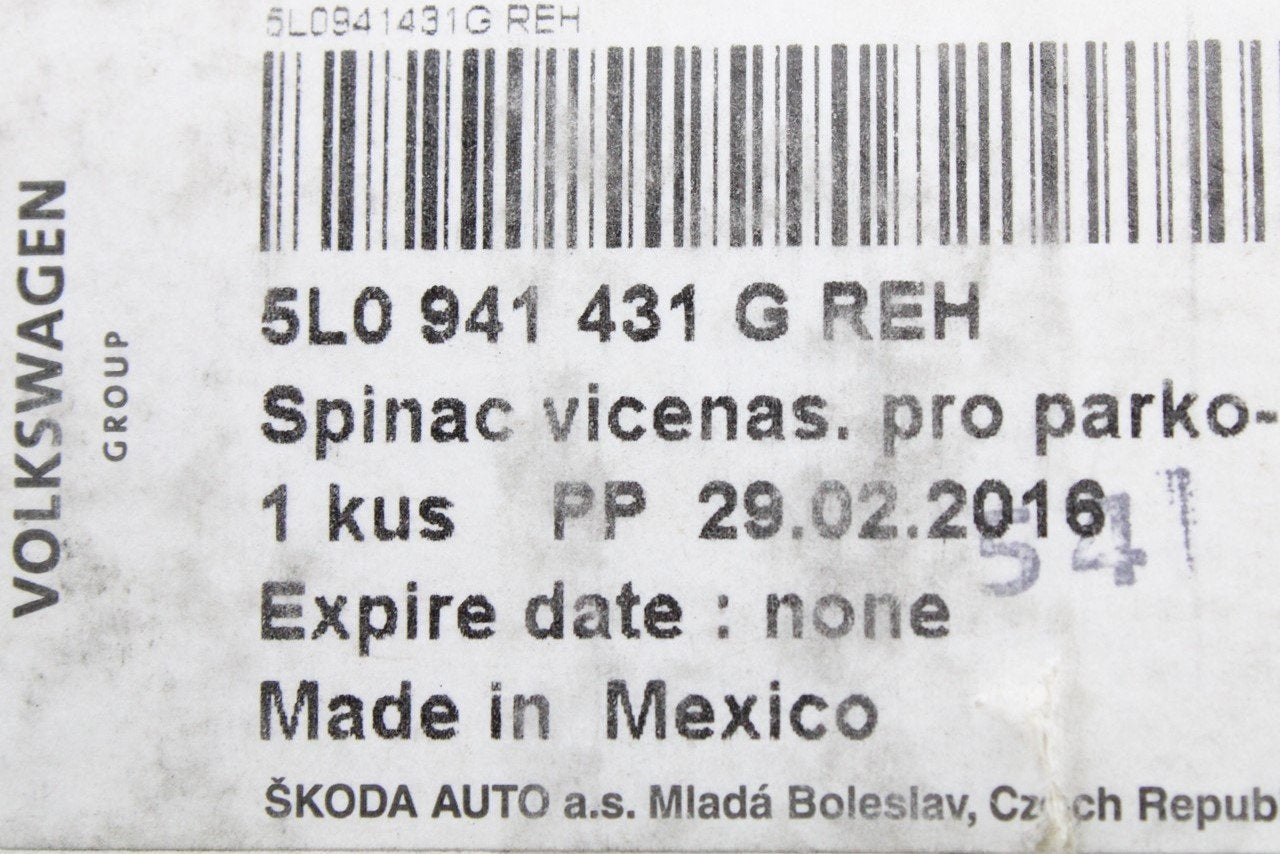 5L0941431G REH
VOLKSWAGEN
GROUP
5L0 941 431 G REH
Spinac vicenas. pro parko-
1 kus PP 29.02.2016
541
Expire date : none
Made in Mexico
ŠKODA AUTO a.s. Mladá Boleslav, Czech Repub